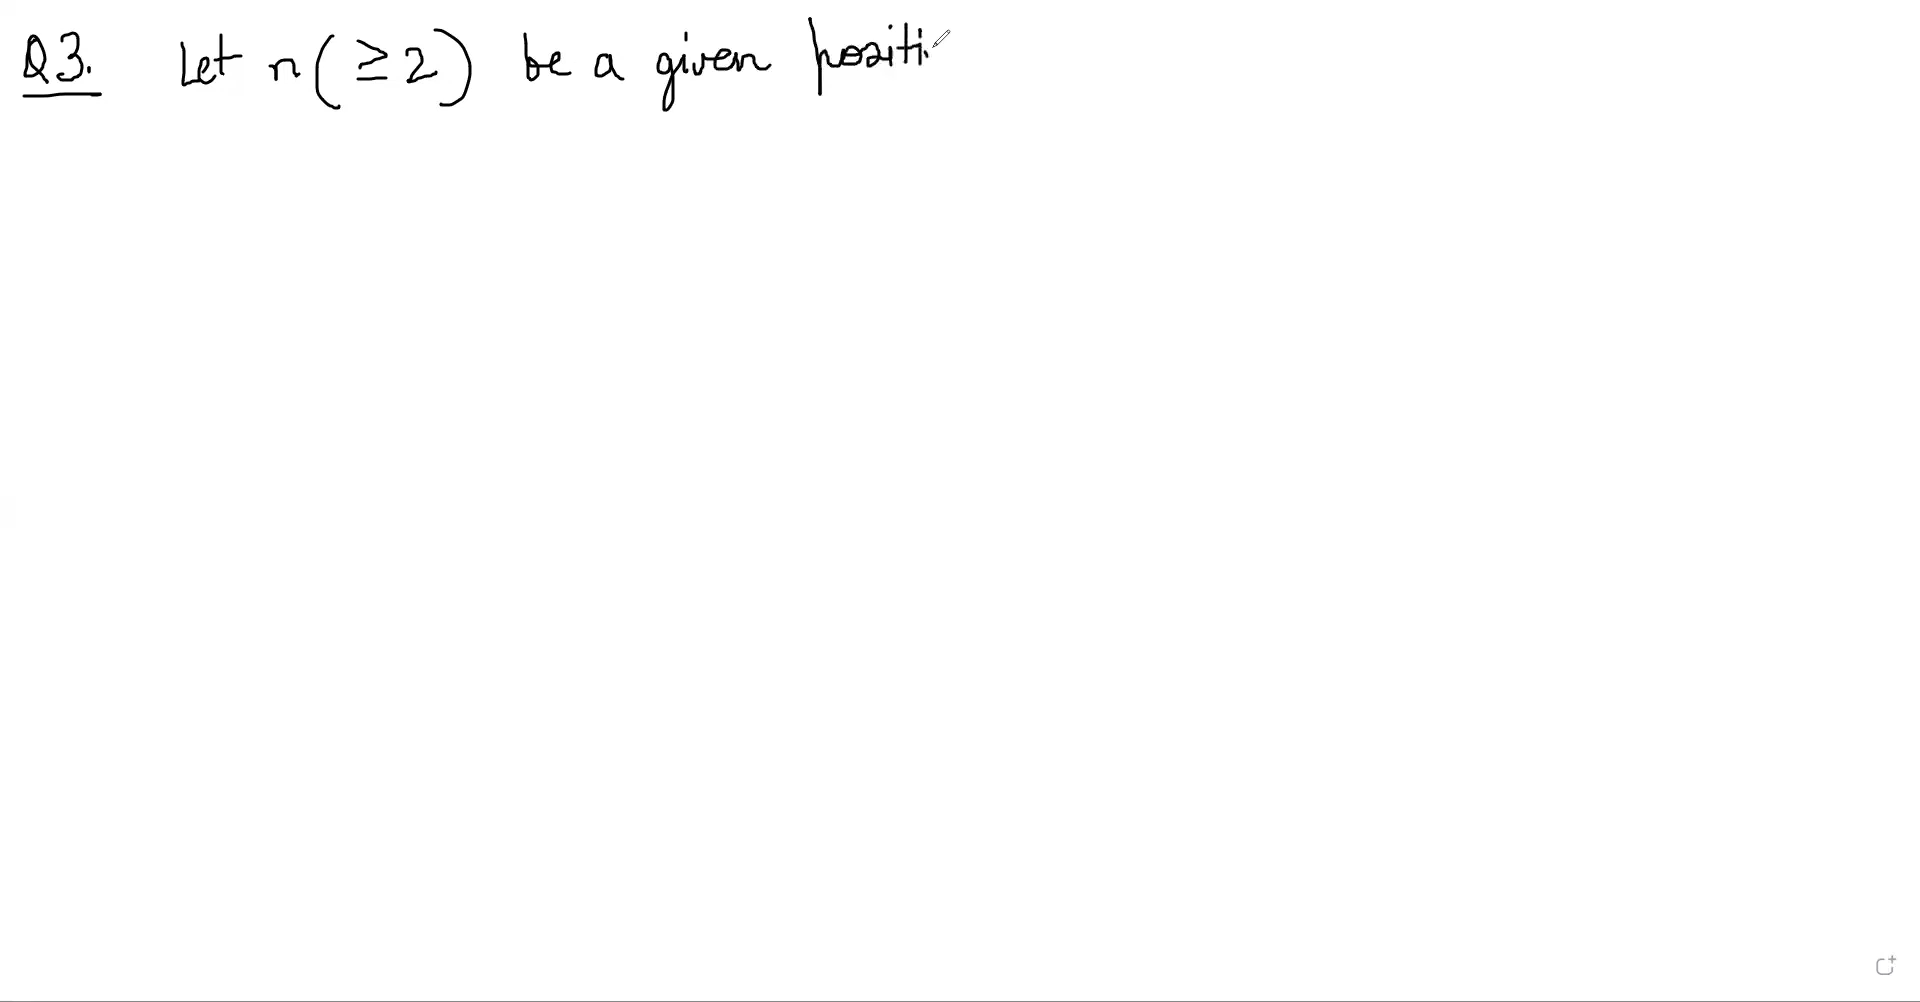 Q3. Let n(≥2) be a given positi